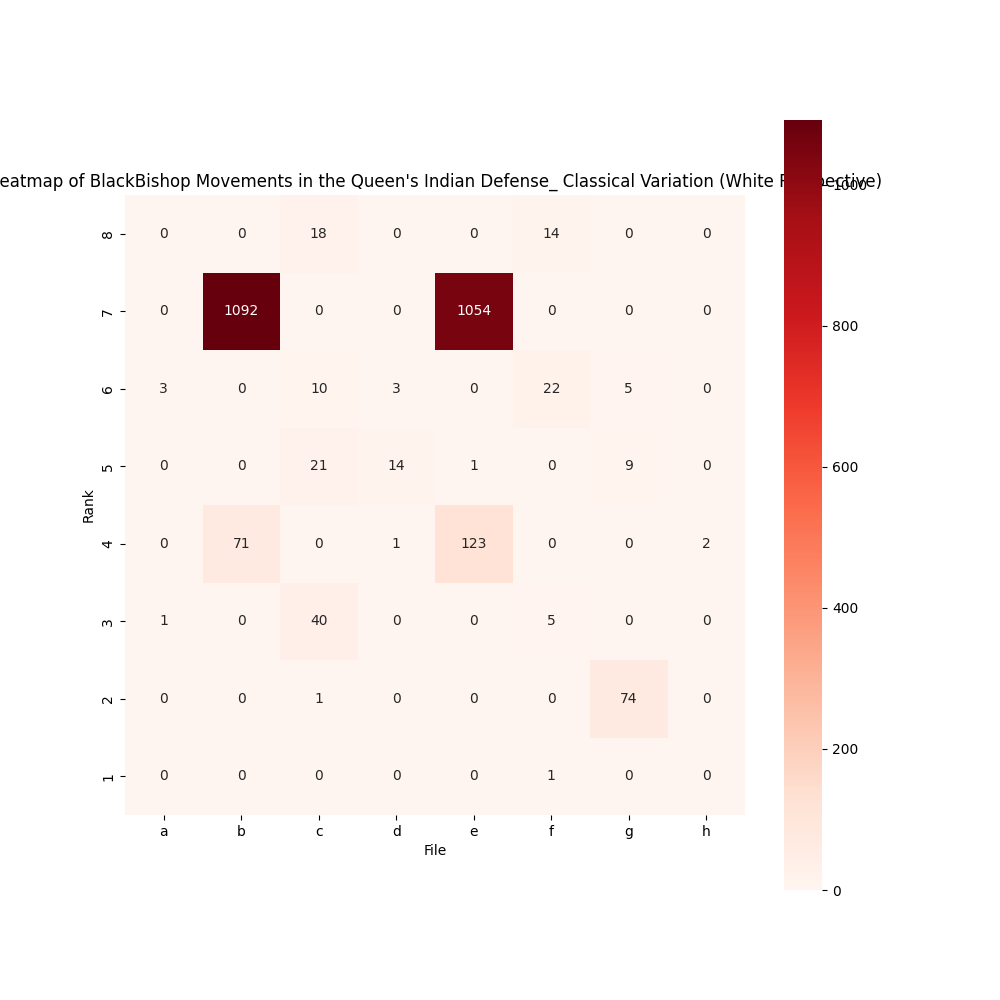 eatmap of BlackBishop Movements in the Queen's Indian Defense_ Classical Variation (White
8 0 0 18 0 0 14 0 0
7 0 1092 0 0 1054 0 0 0
6 3 0 10 3 0 22 5 0
5 0 0 21 14 1 0 9 0
4 0 71 0 1 123 0 0 2
3 1 0 40 0 0 5 0 0
2 0 0 1 0 0 0 74 0
1 0 0 0 0 0 1 0 0
a b c d e f g h
File
Rank
1000
800
600
400
200
0